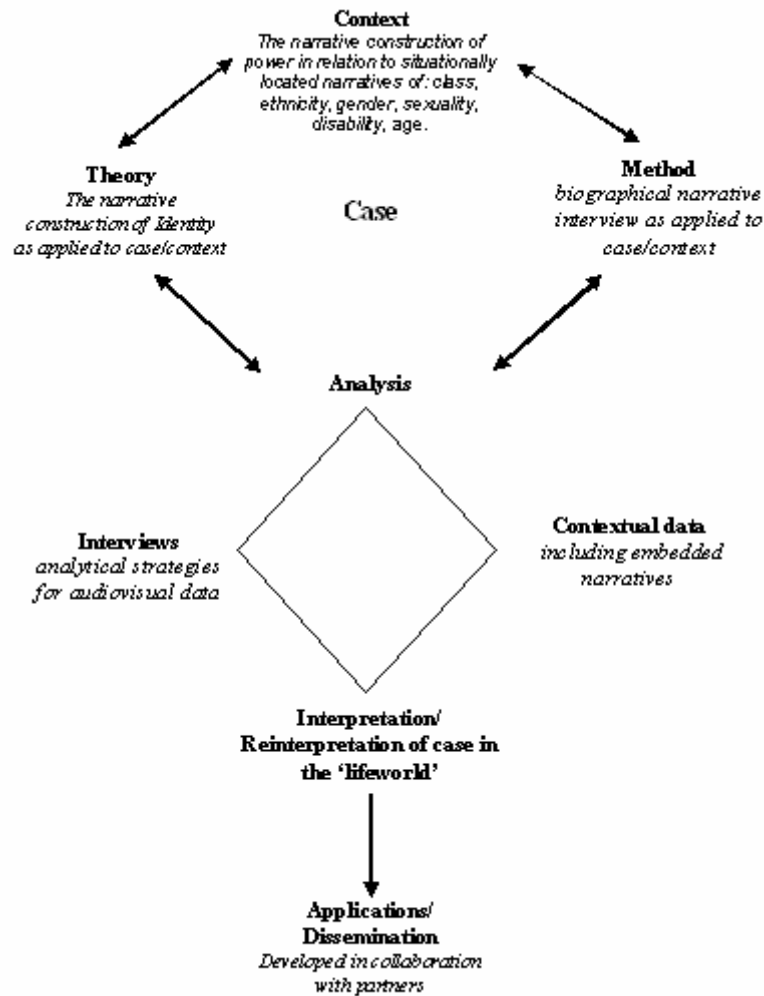 Context
The narrative construction of
power in relation to situationally
located narratives of: class,
ethnicity, gender, sexuality,
disability, age.
Theory
The narrative
construction of Identity
as applied to case/context
Case
Method
biographical narrative
interview as applied to
case/context
Analysis
Interviews
analytical strategies
for audiovisual data
Contextual data
including embedded
narratives
Interpretation/
Reinterpretation of case in
the ‘lifeworld’
Applications/
Dissemination
Developed in collaboration
with partners